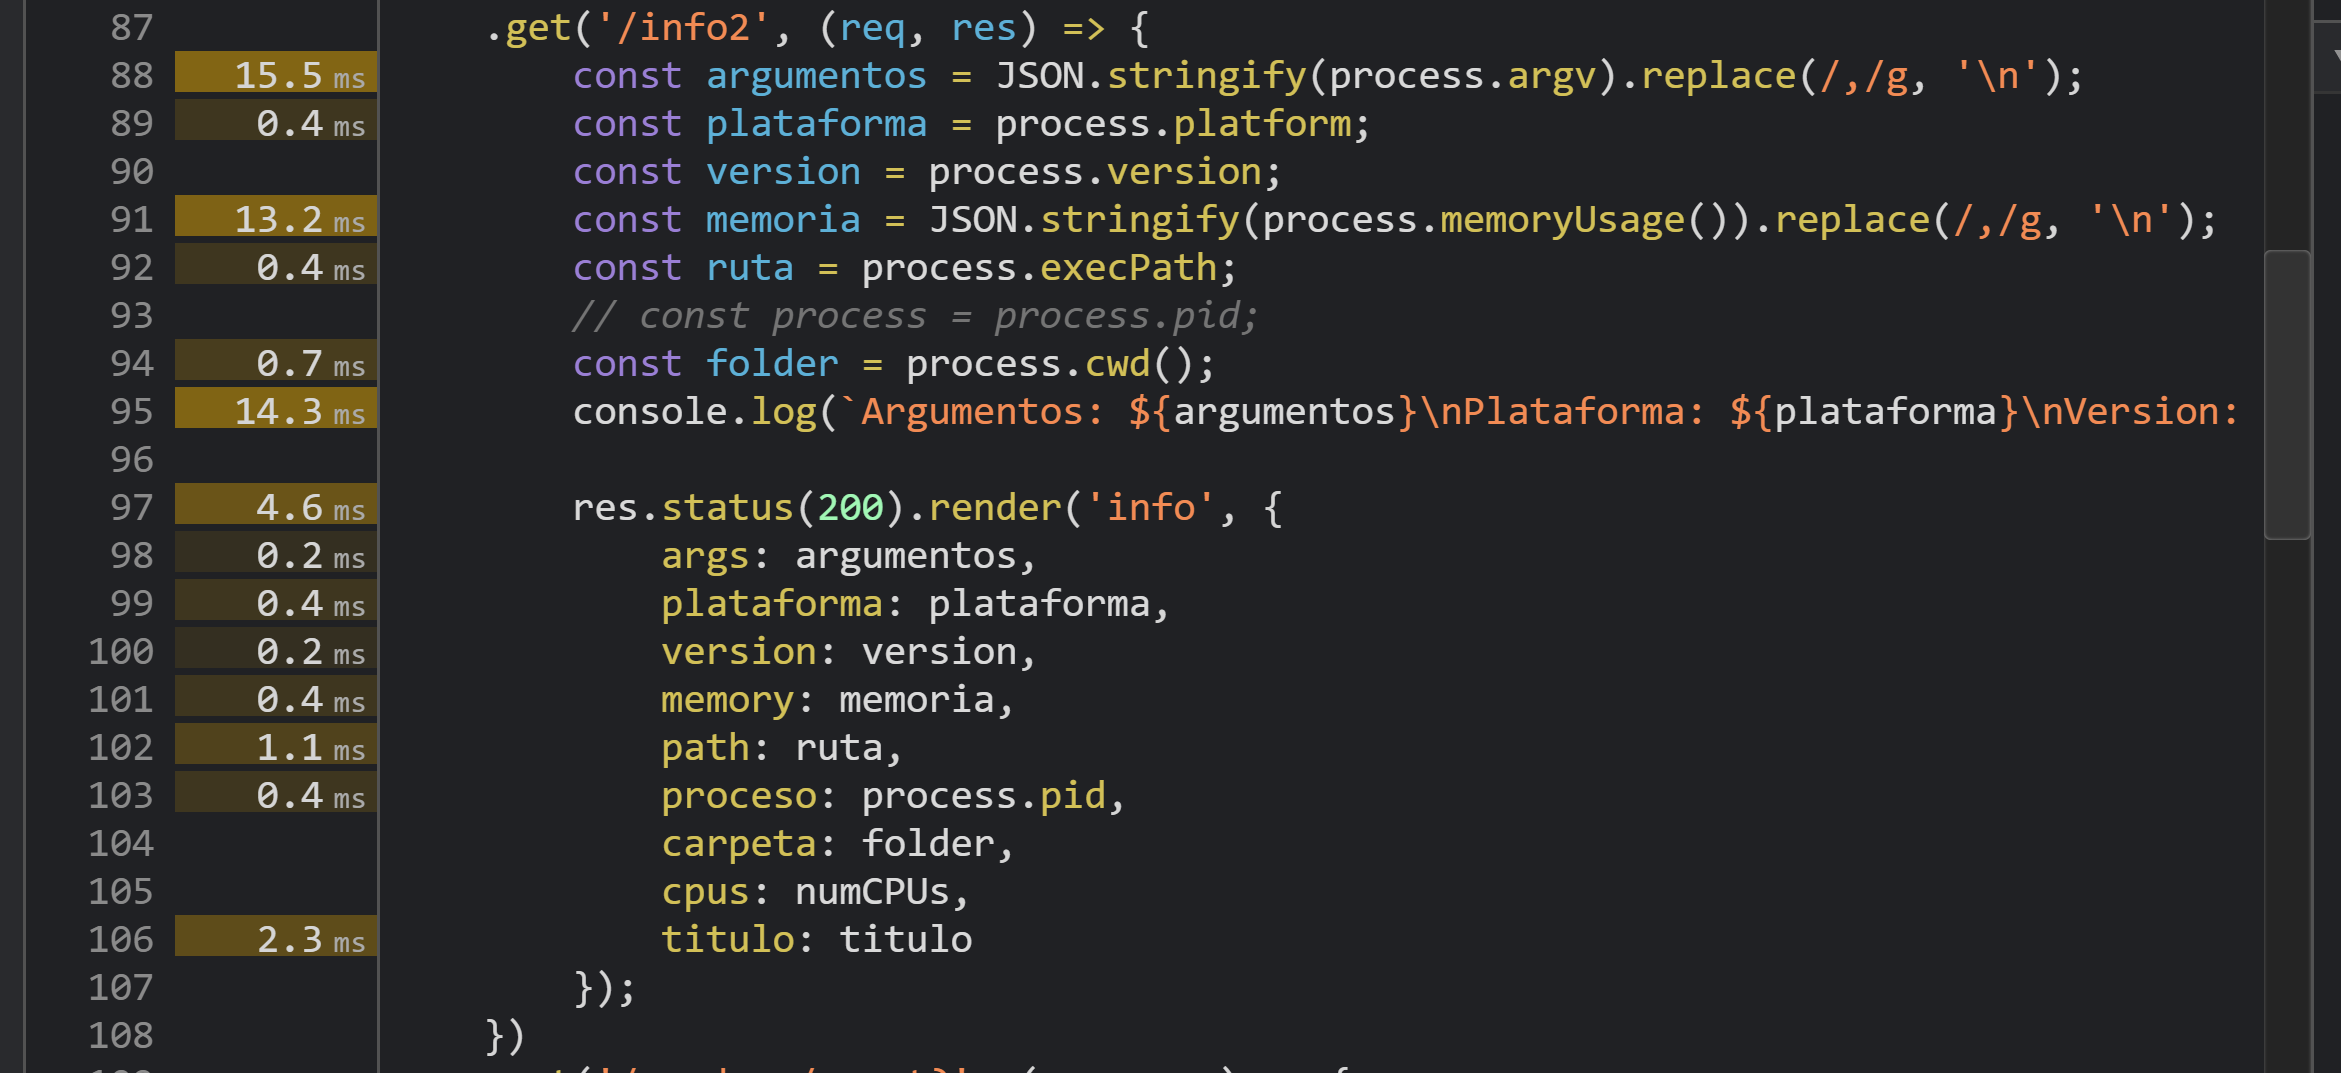 87 .get('/info2', (req, res) => {
88 15.5 ms const argumentos = JSON.stringify(process.argv).replace(/,/g, '\n');
89 0.4 ms const plataforma = process.platform;
90 const version = process.version;
91 13.2 ms const memoria = JSON.stringify(process.memoryUsage()).replace(/,/g, '\n');
92 0.4 ms const ruta = process.execPath;
93 // const process = process.pid;
94 0.7 ms const folder = process.cwd();
95 14.3 ms console.log(`Argumentos: ${argumentos}\nPlataforma: ${plataforma}\nVersion:
96
97 4.6 ms res.status(200).render('info', {
98 0.2 ms args: argumentos,
99 0.4 ms plataforma: plataforma,
100 0.2 ms version: version,
101 0.4 ms memory: memoria,
102 1.1 ms path: ruta,
103 0.4 ms proceso: process.pid,
104 carpeta: folder,
105 cpus: numCPUs,
106 2.3 ms titulo: titulo
107 });
108 })